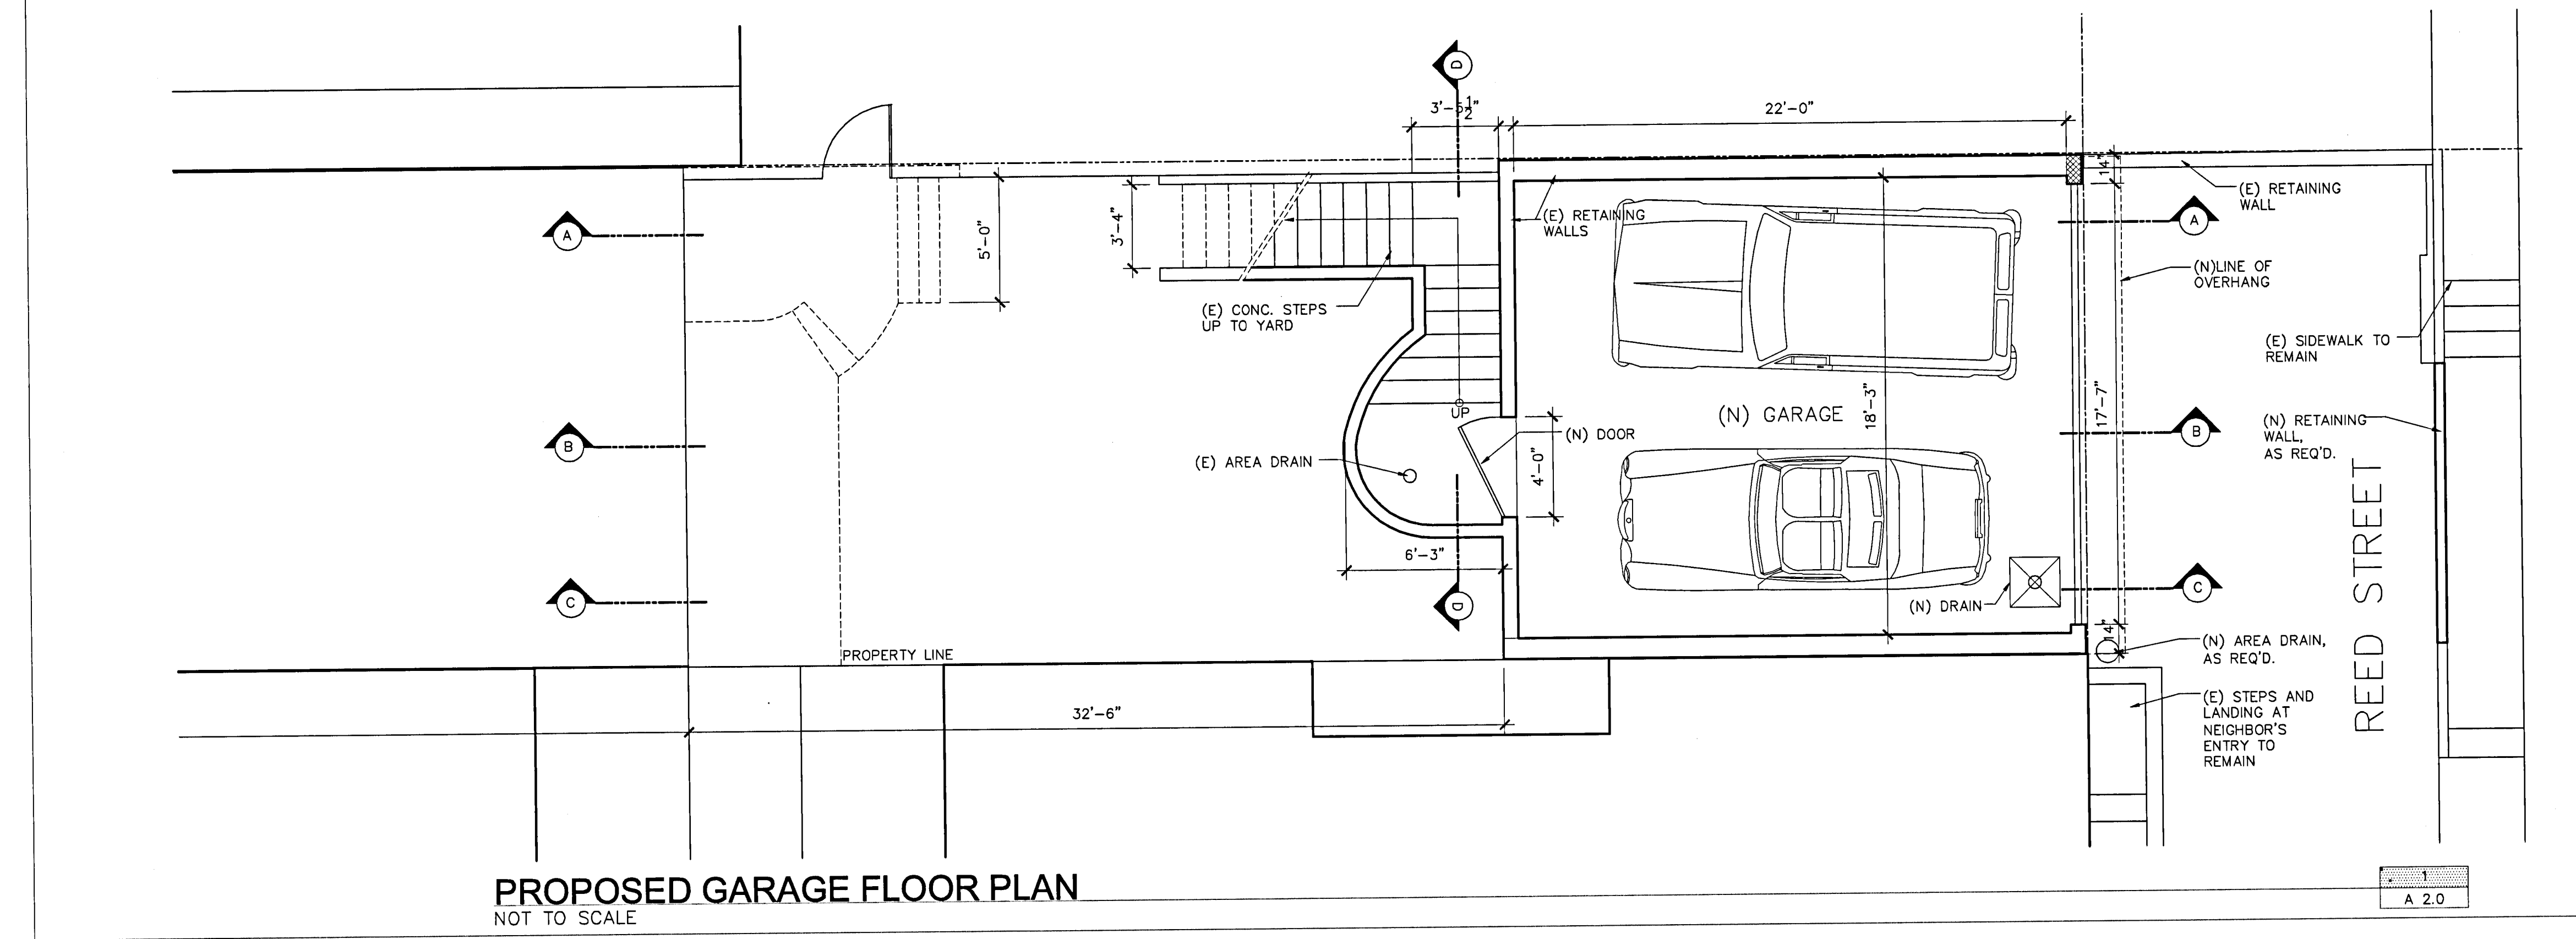 D
3'-5 1/2"
22'-0"
14"
(E) RETAINING
WALL
A
A
5'-0"
3'-4"
(E) RETAINING
WALLS
(N)LINE OF
OVERHANG
(E) CONC. STEPS
UP TO YARD
(E) SIDEWALK TO
REMAIN
UP
(N) GARAGE
18'-3"
17'-7"
B
B
(N) DOOR
(N) RETAINING
WALL,
AS REQ'D.
(E) AREA DRAIN
4'-0"
REED STREET
6'-3"
C
C
D
(N) DRAIN
14"
(N) AREA DRAIN,
AS REQ'D.
PROPERTY LINE
32'-6"
(E) STEPS AND
LANDING AT
NEIGHBOR'S
ENTRY TO
REMAIN
PROPOSED GARAGE FLOOR PLAN
NOT TO SCALE
1
A 2.0